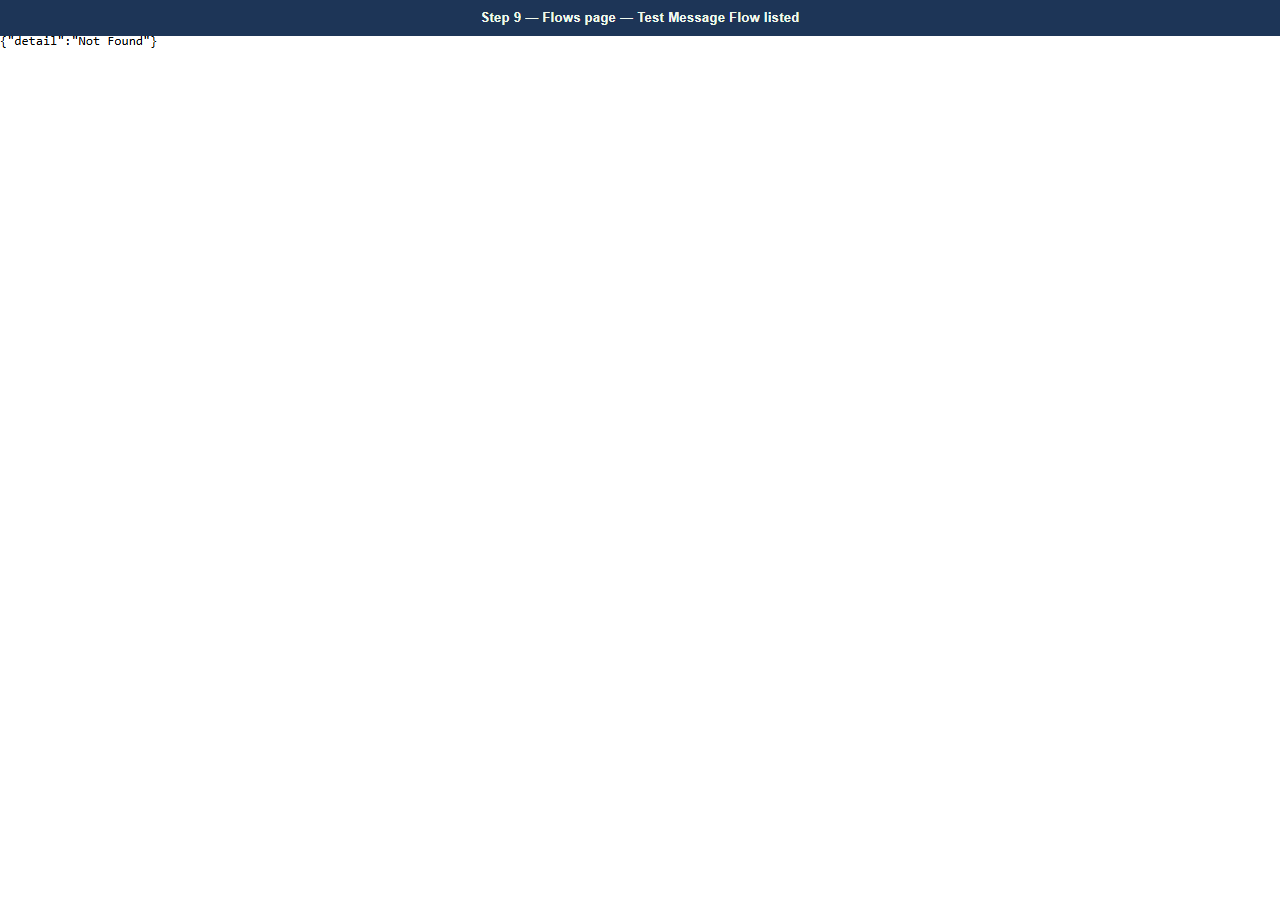 Step 9 — Flows page — Test Message Flow listed
{"detail":"Not Found"}